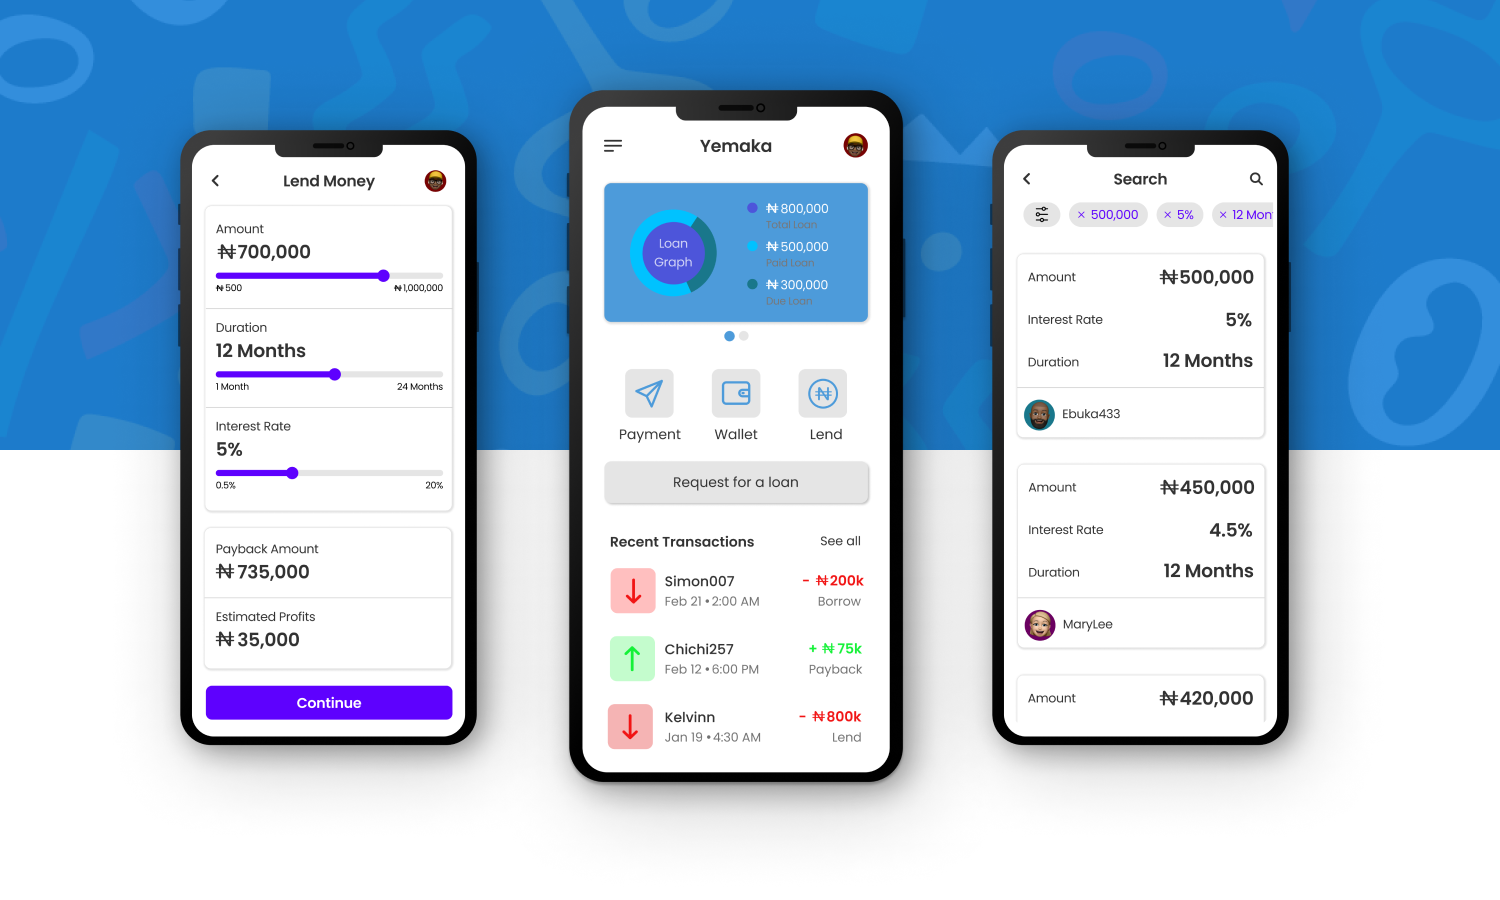 Lend Money
Amount
₦700,000
₦500 ₦1,000,000
Duration
12 Months
1 Month 24 Months
Interest Rate
5%
0.5% 20%
Payback Amount
₦735,000
Estimated Profits
₦35,000
Continue
Yemaka
Loan
Graph
₦800,000
Total Loan
₦500,000
Paid Loan
₦300,000
Due Loan
Payment Wallet Lend
Request for a loan
Recent Transactions See all
Simon007 - ₦200k
Feb 21 • 2:00 AM Borrow
Chichi257 + ₦75k
Feb 12 • 6:00 PM Payback
Kelvinn - ₦800k
Jan 19 • 4:30 AM Lend
Search
× 500,000 × 5% × 12 Mon
Amount ₦500,000
Interest Rate 5%
Duration 12 Months
Ebuka433
Amount ₦450,000
Interest Rate 4.5%
Duration 12 Months
MaryLee
Amount ₦420,000